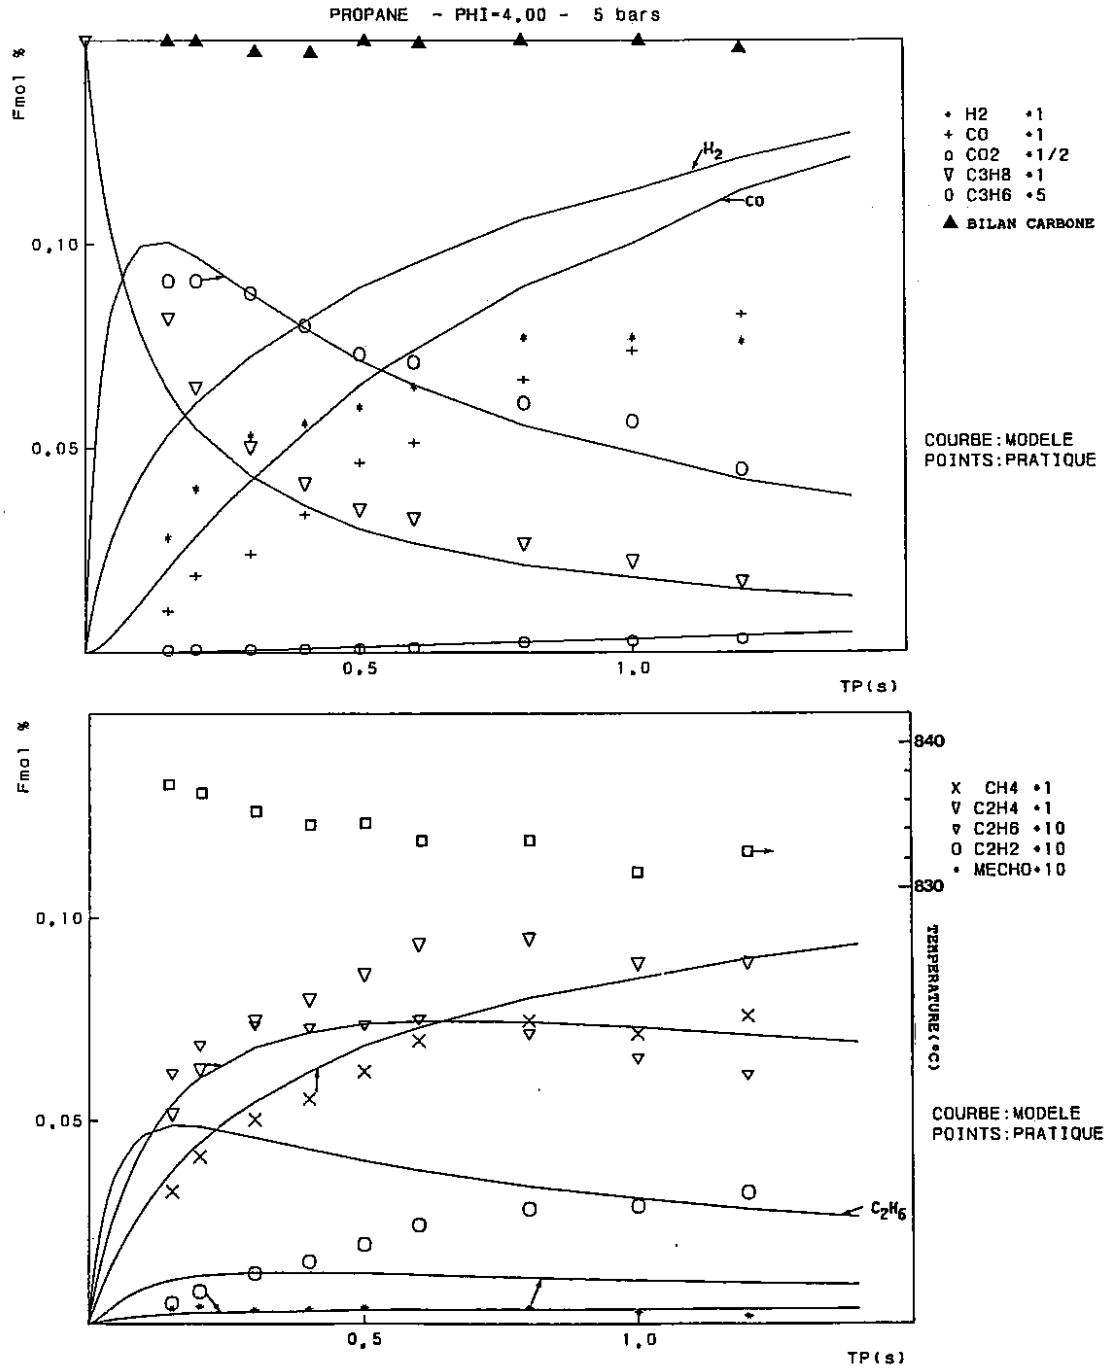 PROPANE - PHI=4,00 - 5 bars
Fmol %
0,10
0,05
0.5
1.0
TP(s)
H2
CO
* H2 *1
+ CO *1
o CO2 *1/2
∇ C3H8 *1
O C3H6 *5
▲ BILAN CARBONE
COURBE:MODELE
POINTS:PRATIQUE
Fmol %
0,10
0,05
0.5
1.0
TP(s)
840
830
TEMPERATURE(°C)
C2H6
X CH4 *1
∇ C2H4 *1
∇ C2H6 *10
O C2H2 *10
* MECHO*10
COURBE:MODELE
POINTS:PRATIQUE